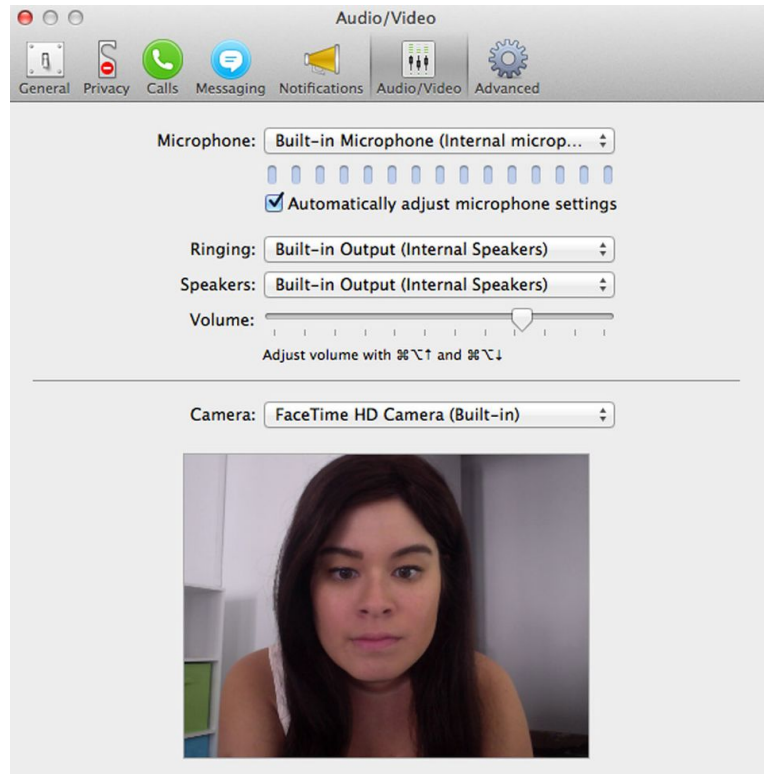 Audio/Video
General Privacy Calls Messaging Notifications Audio/Video Advanced
Microphone: Built-in Microphone (Internal microp...
Automatically adjust microphone settings
Ringing: Built-in Output (Internal Speakers)
Speakers: Built-in Output (Internal Speakers)
Volume:
Adjust volume with ⌘⌥↑ and ⌘⌥↓
Camera: FaceTime HD Camera (Built-in)